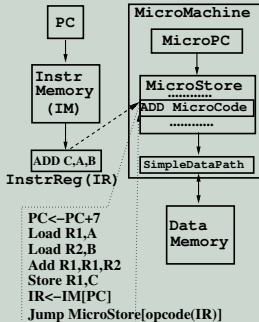 PC
MicroMachine
MicroPC
Instr
Memory
(IM)
MicroStore
ADD MicroCode
ADD C,A,B
InstrReg(IR)
SimpleDataPath
Data
Memory
PC<-PC+7
Load R1,A
Load R2,B
Add R1,R1,R2
Store R1,C
IR<-IM[PC]
Jump MicroStore[opcode(IR)]